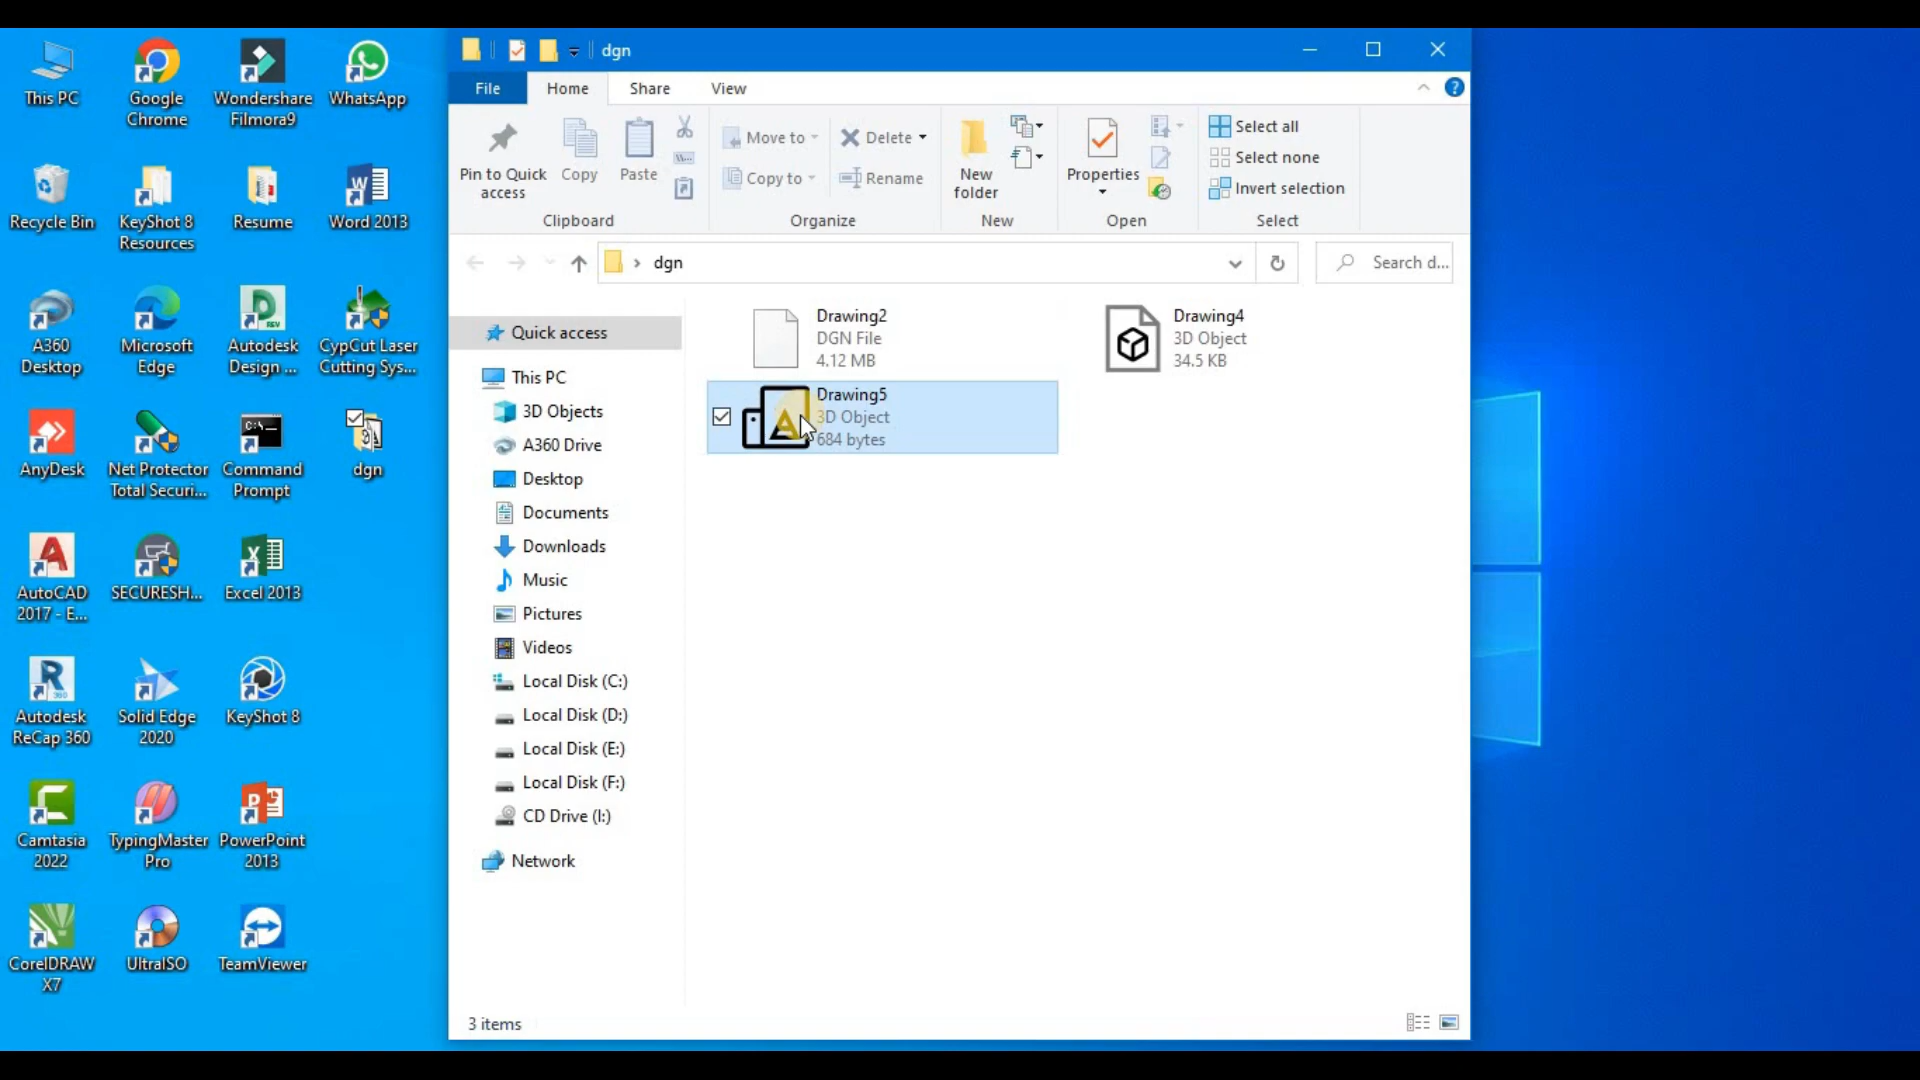 This PC
Google
Chrome
Wondershare
Filmora9
WhatsApp
Recycle Bin
KeyShot 8
Resources
Resume
Word 2013
A360
Desktop
Microsoft
Edge
Autodesk
Design ...
CypCut Laser
Cutting Sys...
AnyDesk
Net Protector
Total Securi...
Command
Prompt
dgn
AutoCAD
2017 - E...
SECURESH...
Excel 2013
Autodesk
ReCap 360
Solid Edge
2020
KeyShot 8
Camtasia
2022
TypingMaster
Pro
PowerPoint
2013
CorelDRAW
X7
UltraISO
TeamViewer
dgn
File
Home
Share
View
Pin to Quick
access
Copy
Paste
Clipboard
Move to
Copy to
Delete
Rename
Organize
New
folder
New
Properties
Open
Select all
Select none
Invert selection
Select
dgn
Search d...
Quick access
This PC
3D Objects
A360 Drive
Desktop
Documents
Downloads
Music
Pictures
Videos
Local Disk (C:)
Local Disk (D:)
Local Disk (E:)
Local Disk (F:)
CD Drive (I:)
Network
Drawing2
DGN File
4.12 MB
Drawing4
3D Object
34.5 KB
Drawing5
3D Object
684 bytes
3 items